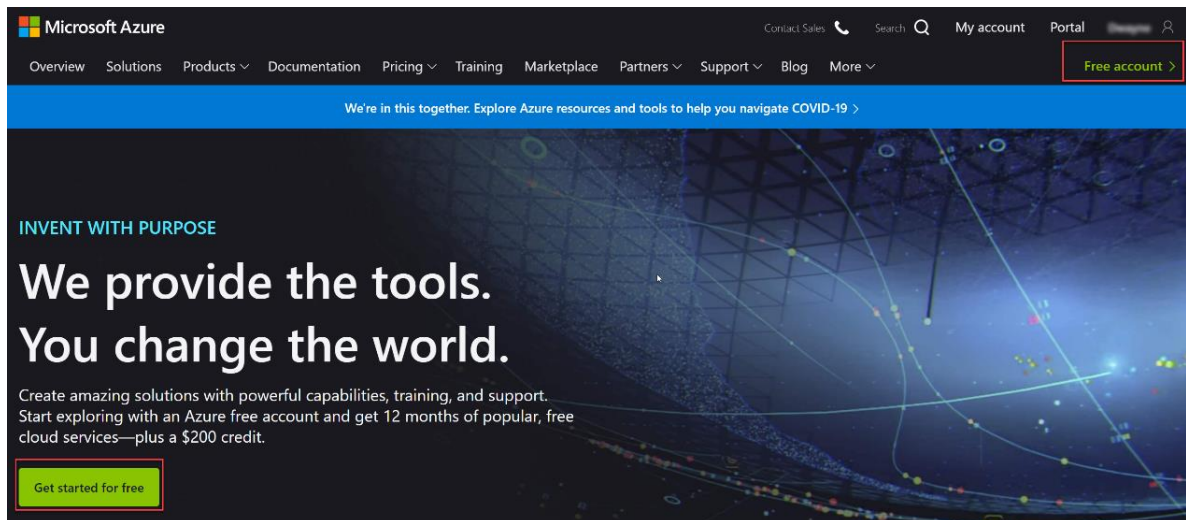 Microsoft Azure
Contact Sales Search My account Portal
Overview Solutions Products Documentation Pricing Training Marketplace Partners Support Blog More Free account >
We're in this together. Explore Azure resources and tools to help you navigate COVID-19 >
INVENT WITH PURPOSE
We provide the tools.
You change the world.
Create amazing solutions with powerful capabilities, training, and support.
Start exploring with an Azure free account and get 12 months of popular, free
cloud services—plus a $200 credit.
Get started for free